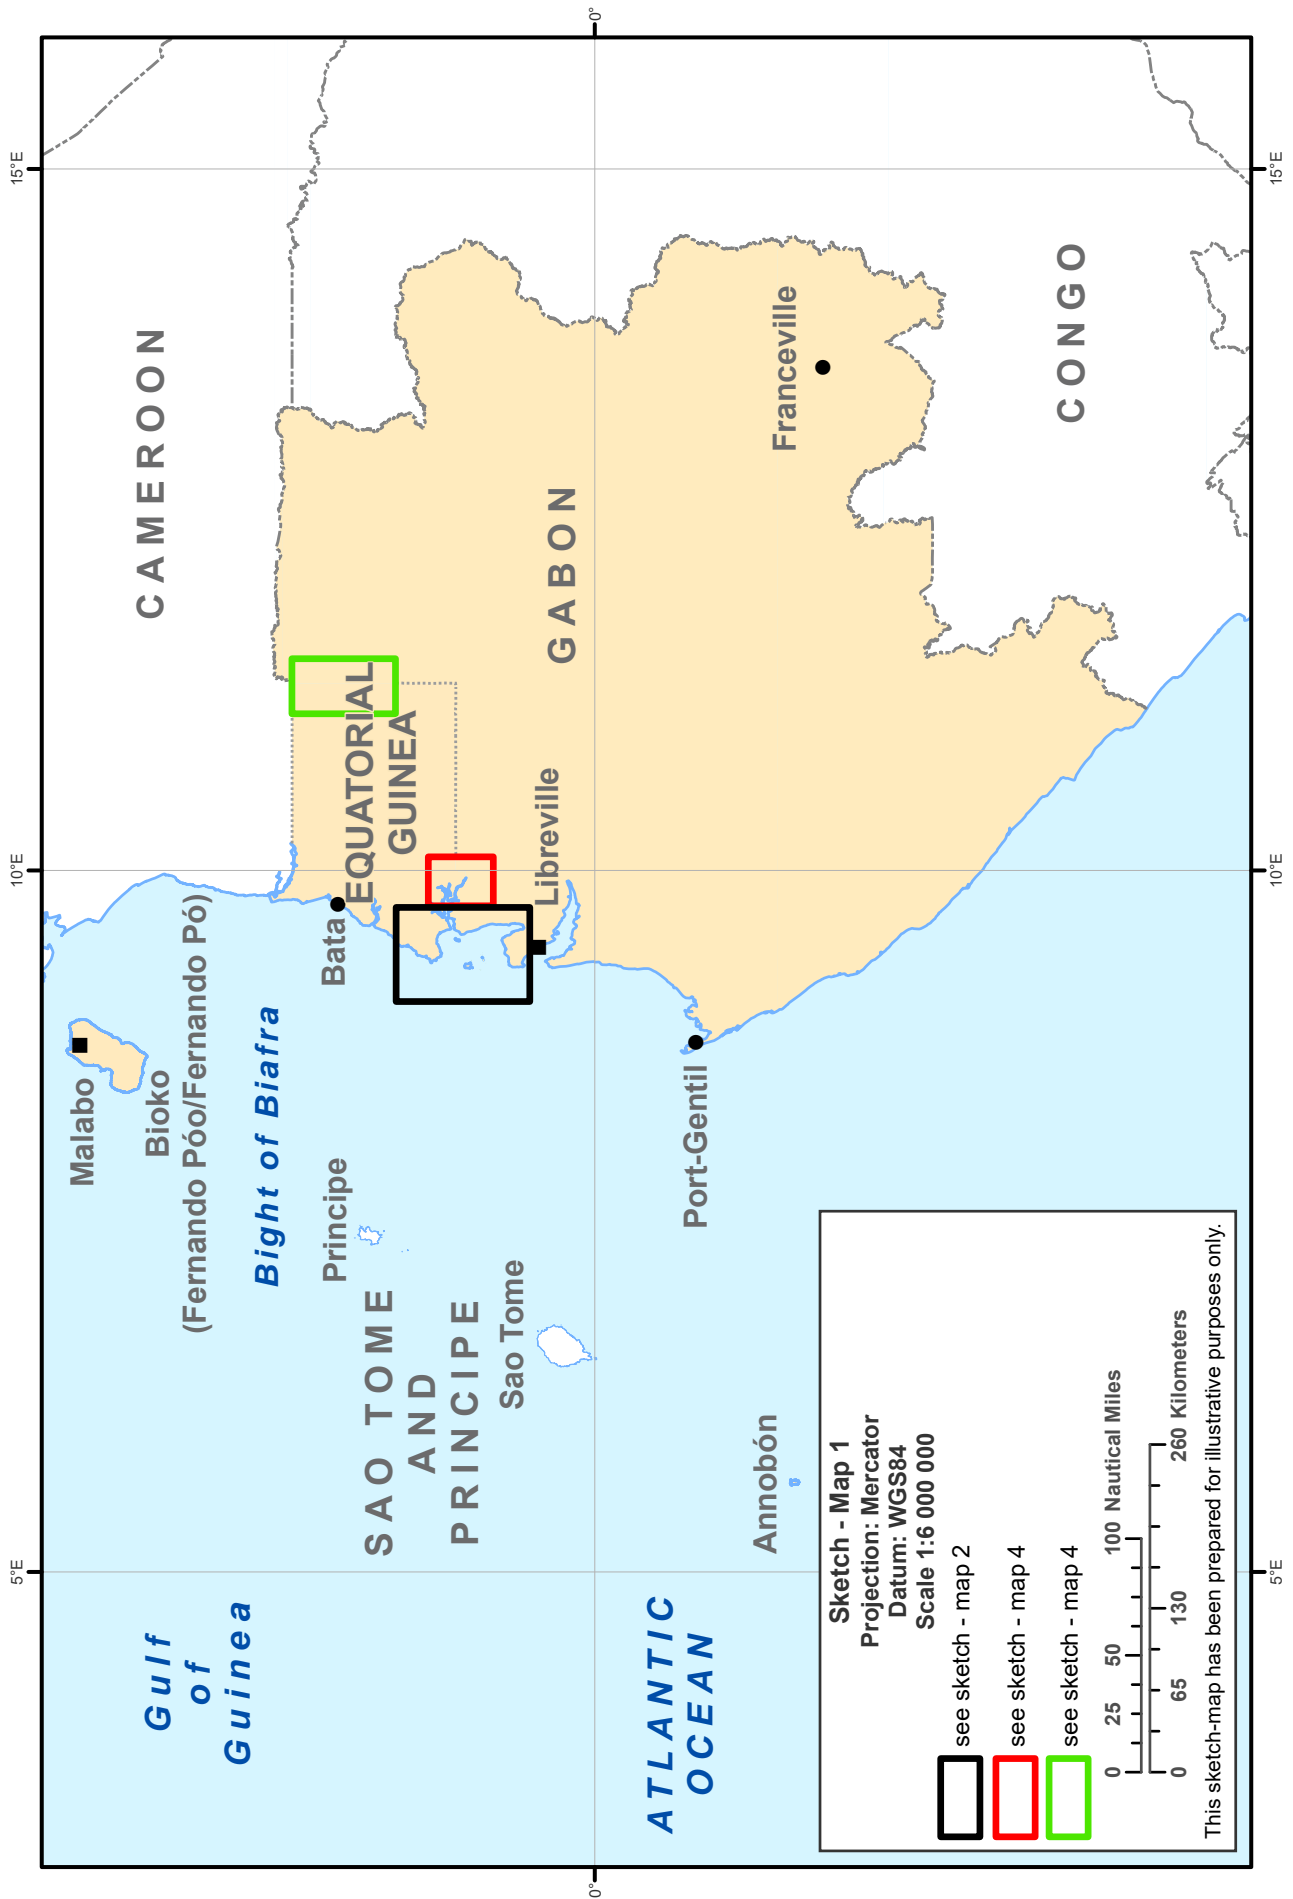 5°E
10°E
15°E
CAMEROON
Gulf
of
Guinea
Malabo
Bioko
(Fernando Póo/Fernando Pó)
Bight of Biafra
Principe
Bata
SAO TOME
AND
PRINCIPE
Sao Tome
EQUATORIAL
GUINEA
Libreville
GABON
0°
0°
ATLANTIC
OCEAN
Port-Gentil
Annobón
Franceville
CONGO
Sketch - Map 1
Projection: Mercator
Datum: WGS84
Scale 1:6 000 000
see sketch - map 2
see sketch - map 4
see sketch - map 4
0 25 50 100 Nautical Miles
0 65 130 260 Kilometers
This sketch-map has been prepared for illustrative purposes only.
5°E
10°E
15°E